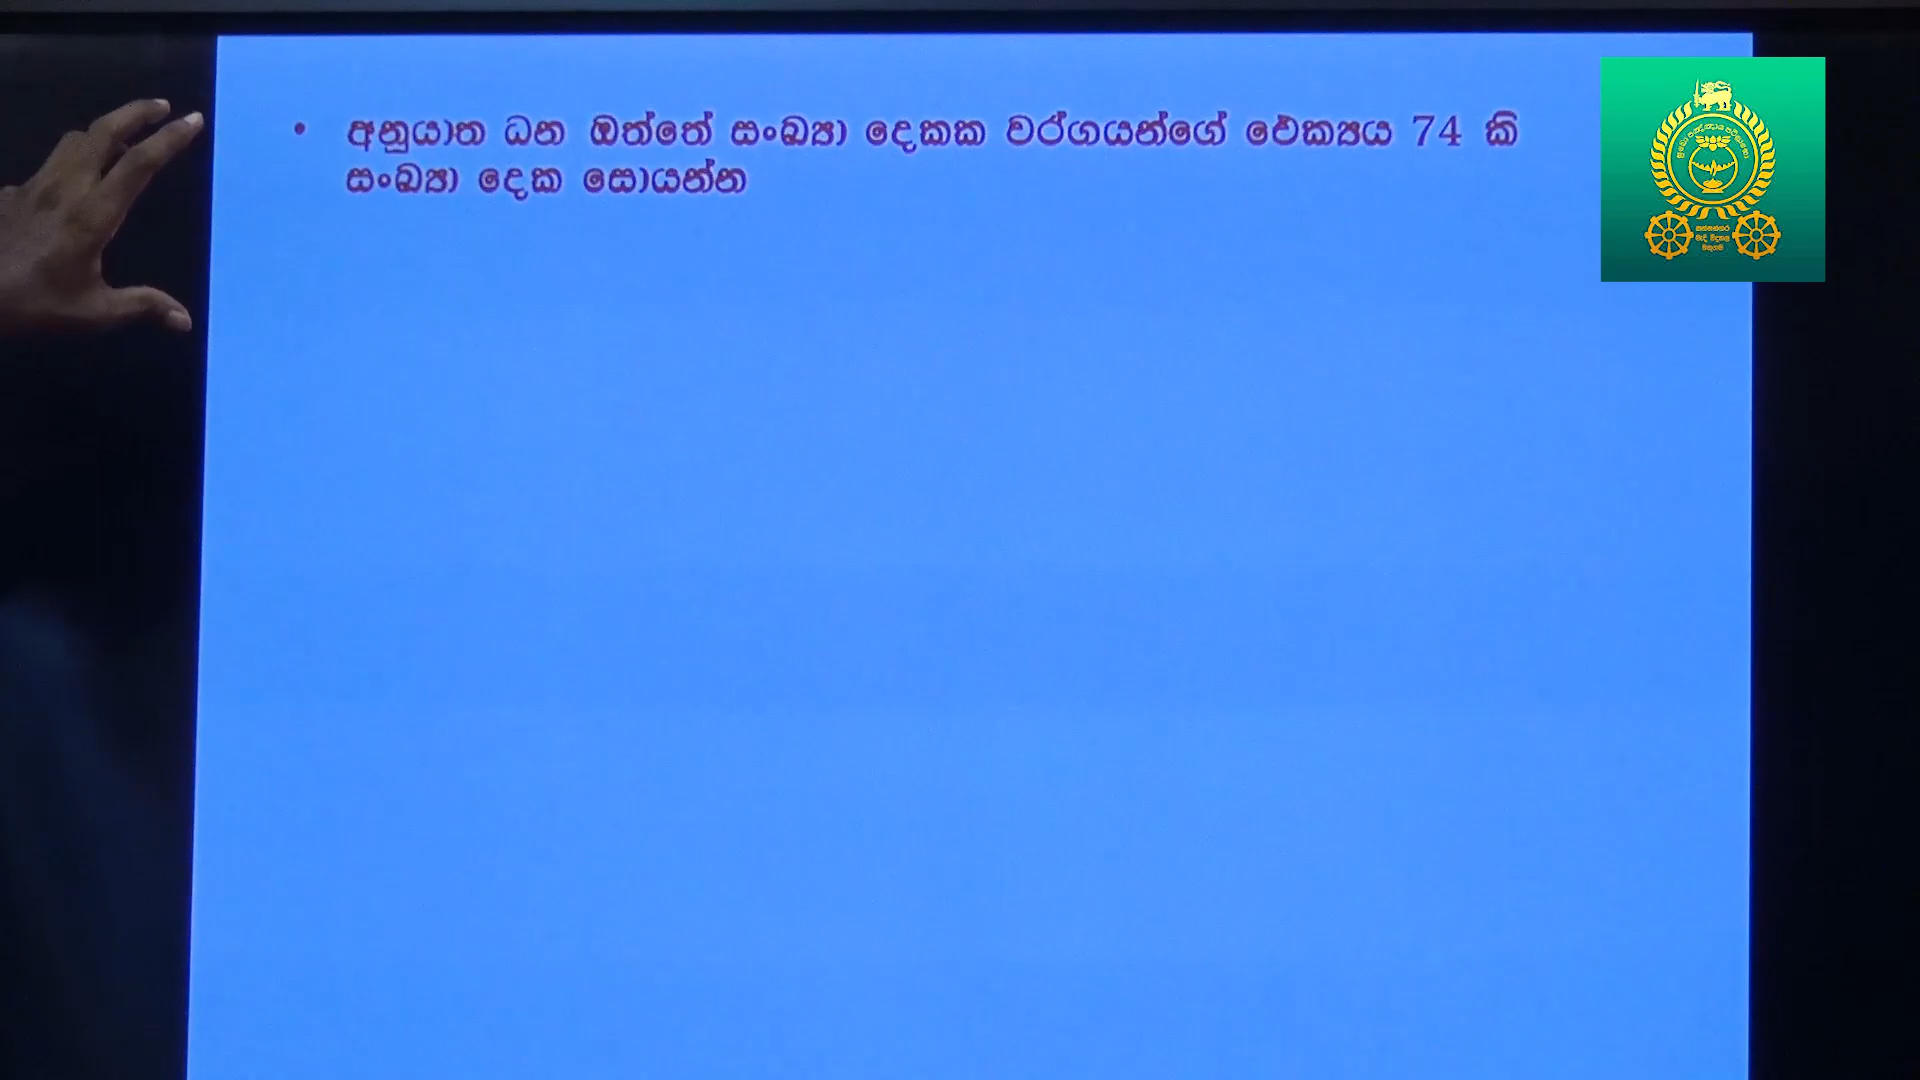 • අනුයාත ධන ඔත්තේ සංඛ්‍යා දෙකක වර්ගයන්ගේ ඓක්‍යය 74 කි
සංඛ්‍යා දෙක සොයන්න